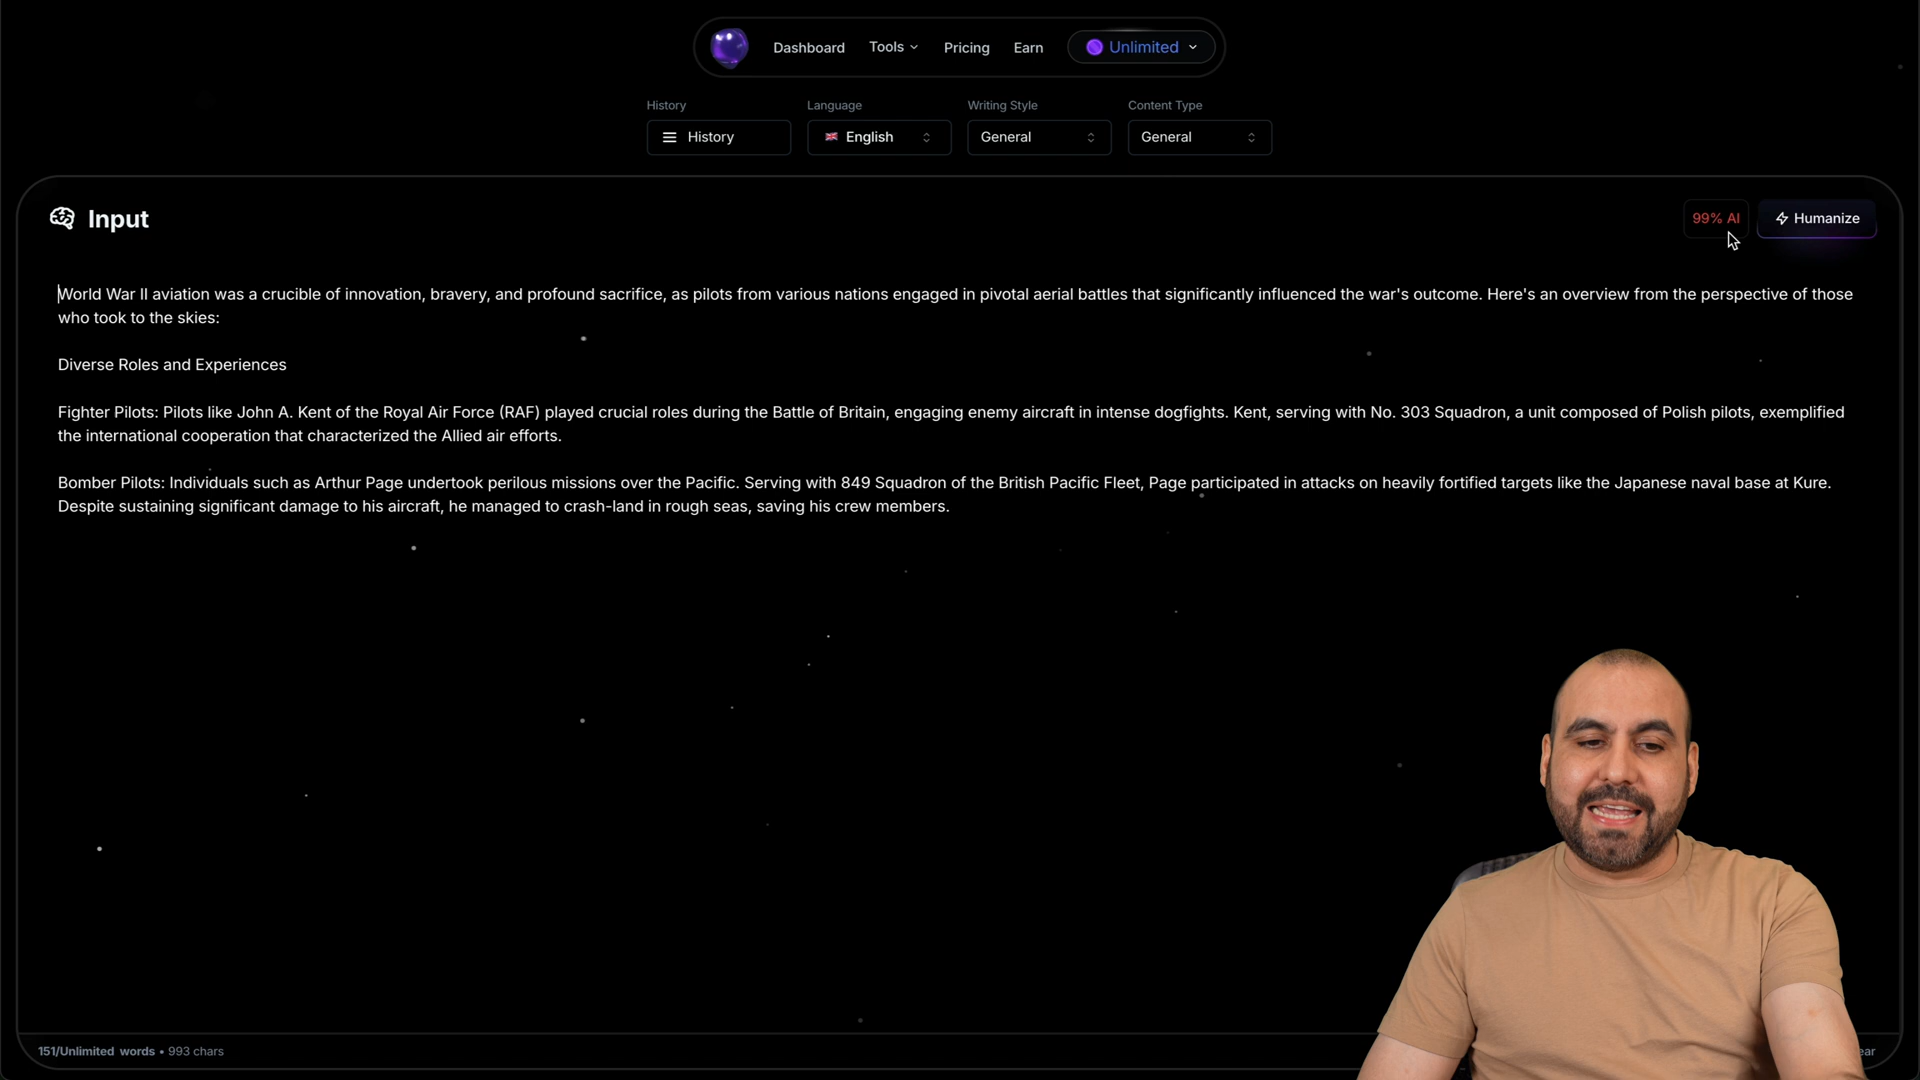 Dashboard Tools Pricing Earn Unlimited
History Language Writing Style Content Type
History English General General
Input
99% AI Humanize
World War II aviation was a crucible of innovation, bravery, and profound sacrifice, as pilots from various nations engaged in pivotal aerial battles that significantly influenced the war's outcome. Here's an overview from the perspective of those
who took to the skies:
Diverse Roles and Experiences
Fighter Pilots: Pilots like John A. Kent of the Royal Air Force (RAF) played crucial roles during the Battle of Britain, engaging enemy aircraft in intense dogfights. Kent, serving with No. 303 Squadron, a unit composed of Polish pilots, exemplified
the international cooperation that characterized the Allied air efforts.
Bomber Pilots: Individuals such as Arthur Page undertook perilous missions over the Pacific. Serving with 849 Squadron of the British Pacific Fleet, Page participated in attacks on heavily fortified targets like the Japanese naval base at Kure.
Despite sustaining significant damage to his aircraft, he managed to crash-land in rough seas, saving his crew members.
151/Unlimited words • 993 chars